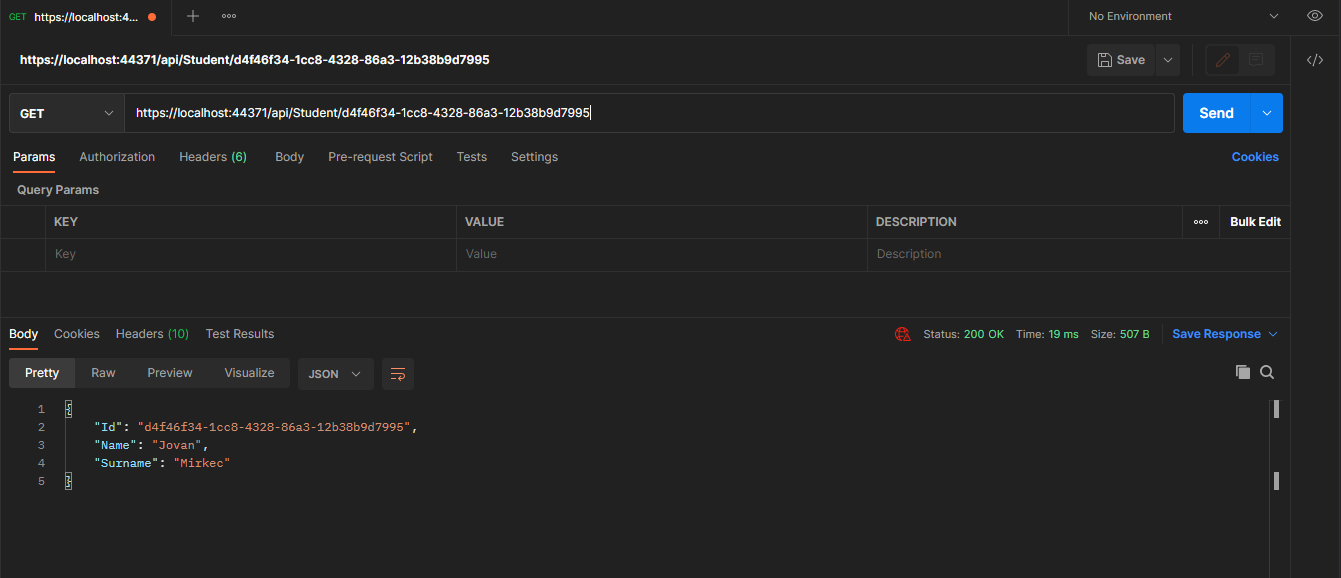 GET https://localhost:4... No Environment
https://localhost:44371/api/Student/d4f46f34-1cc8-4328-86a3-12b38b9d7995 Save
GET https://localhost:44371/api/Student/d4f46f34-1cc8-4328-86a3-12b38b9d7995 Send
Params Authorization Headers (6) Body Pre-request Script Tests Settings Cookies
Query Params
KEY VALUE DESCRIPTION Bulk Edit
Key Value Description
Body Cookies Headers (10) Test Results Status: 200 OK Time: 19 ms Size: 507 B Save Response
Pretty Raw Preview Visualize JSON
1 {
2 "Id": "d4f46f34-1cc8-4328-86a3-12b38b9d7995",
3 "Name": "Jovan",
4 "Surname": "Mirkec"
5 }